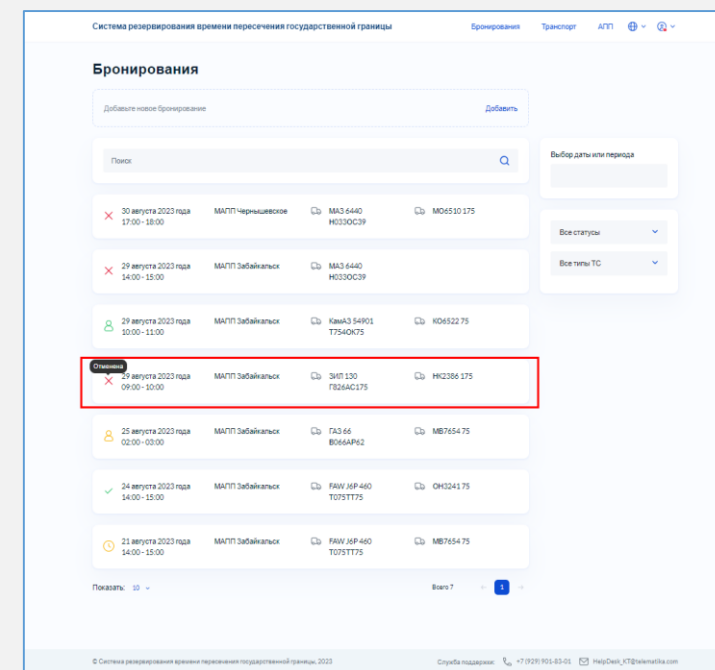 Система резервирования времени пересечения государственной границы
Бронирования Транспорт АПП
Бронирования
Добавьте новое бронирование Добавить
Поиск
Выбор даты или периода
30 августа 2023 года МАПП Чернышевское МАЗ 6440 МО6510 175
17:00 - 18:00 Н033ОС39
Все статусы
29 августа 2023 года МАПП Забайкальск МАЗ 6440
14:00 - 15:00 Н033ОС39
Все типы ТС
29 августа 2023 года МАПП Забайкальск КамАЗ 54901 КО6522 75
10:00 - 11:00 Т754ОК75
Отменена
29 августа 2023 года МАПП Забайкальск ЗИЛ 130 НК2386 175
09:00 - 10:00 Г826АС175
25 августа 2023 года МАПП Забайкальск ГАЗ 66 МВ7654 75
02:00 - 03:00 В066АР62
24 августа 2023 года МАПП Забайкальск FAW J6P 460 ОН3241 75
14:00 - 15:00 Т075ТТ75
21 августа 2023 года МАПП Забайкальск FAW J6P 460 МВ7654 75
14:00 - 15:00 Т075ТТ75
Показать: 10 Всего 7 1
© Система резервирования времени пересечения государственной границы, 2023 Служба поддержки: +7 (929) 901-83-01 HelpDesk_KT@telematika.com